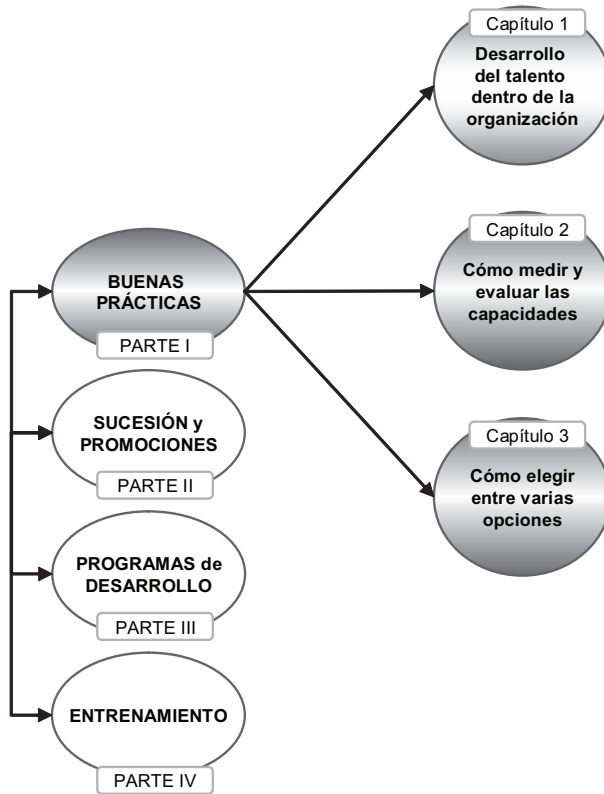 Capítulo 1
Desarrollo
del talento
dentro de la
organización
Capítulo 2
Cómo medir y
evaluar las
capacidades
Capítulo 3
Cómo elegir
entre varias
opciones
BUENAS
PRÁCTICAS
PARTE I
SUCESIÓN y
PROMOCIONES
PARTE II
PROGRAMAS de
DESARROLLO
PARTE III
ENTRENAMIENTO
PARTE IV